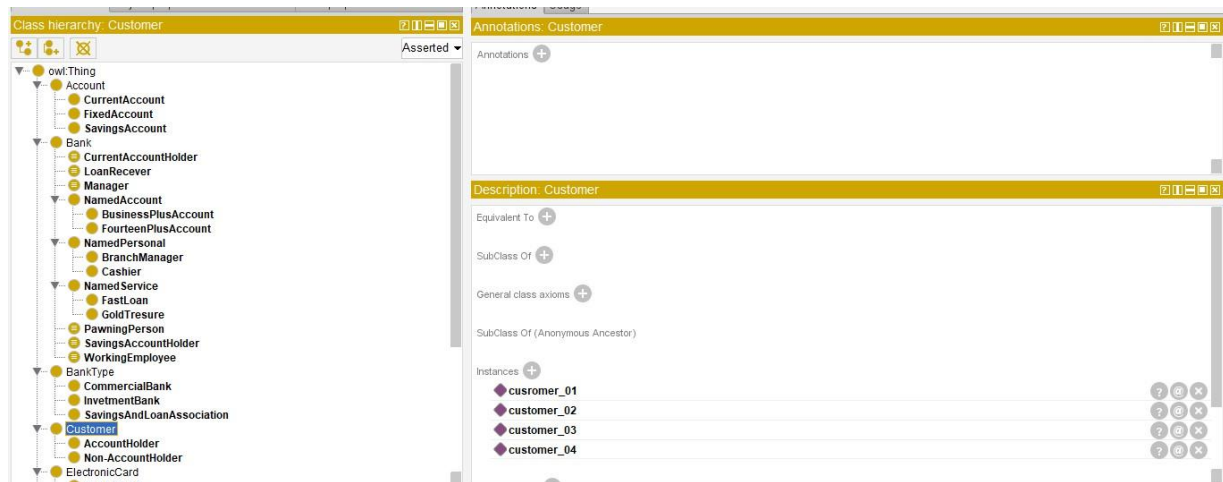 Class hierarchy: Customer
Asserted
owl:Thing
Account
CurrentAccount
FixedAccount
SavingsAccount
Bank
CurrentAccountHolder
LoanRecever
Manager
NamedAccount
BusinessPlusAccount
FourteenPlusAccount
NamedPersonal
BranchManager
Cashier
NamedService
FastLoan
GoldTresure
PawningPerson
SavingsAccountHolder
WorkingEmployee
BankType
CommercialBank
InvetmentBank
SavingsAndLoanAssociation
Customer
AccountHolder
Non-AccountHolder
ElectronicCard
Annotations Usage
Annotations: Customer
Annotations
Description: Customer
Equivalent To
SubClass Of
General class axioms
SubClass Of (Anonymous Ancestor)
Instances
cusromer_01
customer_02
customer_03
customer_04